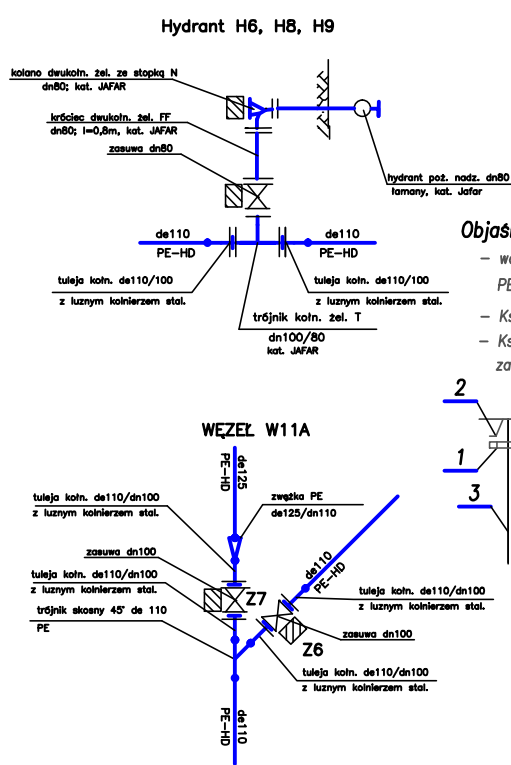 Hydrant H6, H8, H9
kolano dwukołn. żel. ze stopką N
dn80; kat. JAFAR
króciec dwukołn. żel. FF
dn80; l=0,8m, kat. JAFAR
zasuwa dn80
hydrant poż. nadz. dn80
łamany, kat. Jafar
de110
PE-HD
de110
PE-HD
tuleja kołn. de110/100
z luznym kolnierzem stal.
tuleja kołn. de110/100
z luznym kolnierzem stal.
trójnik kołn. żel. T
dn100/80
kat. JAFAR
Objaś
- wo
PE
- Ks
- Ks
za
2
1
3
WĘZEŁ W11A
de125
PE-HD
tuleja kołn. de110/dn100
z luznym kolnierzem stal.
zwężka PE
de125/dn110
zasuwa dn100
tuleja kołn. de110/dn100
z luznym kolnierzem stal.
trójnik skosny 45° de 110
PE
Z7
de110
PE-HD
tuleja kołn. de110/dn100
z luznym kolnierzem stal.
zasuwa dn100
Z6
tuleja kołn. de110/dn100
z luznym kolnierzem stal.
de110
PE-HD